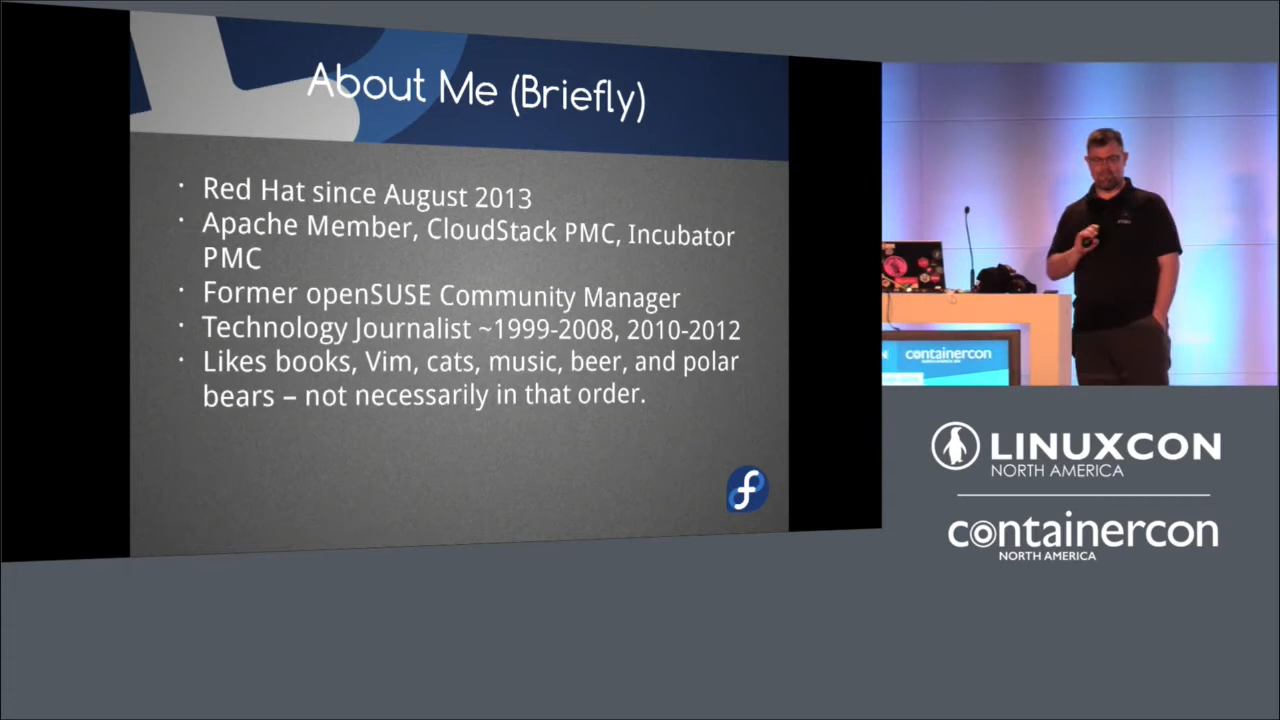 About Me (Briefly)
· Red Hat since August 2013
· Apache Member, CloudStack PMC, Incubator
PMC
· Former openSUSE Community Manager
· Technology Journalist ~1999-2008, 2010-2012
· Likes books, Vim, cats, music, beer, and polar
bears – not necessarily in that order.
containercon
LINUXCON
NORTH AMERICA
containercon
NORTH AMERICA